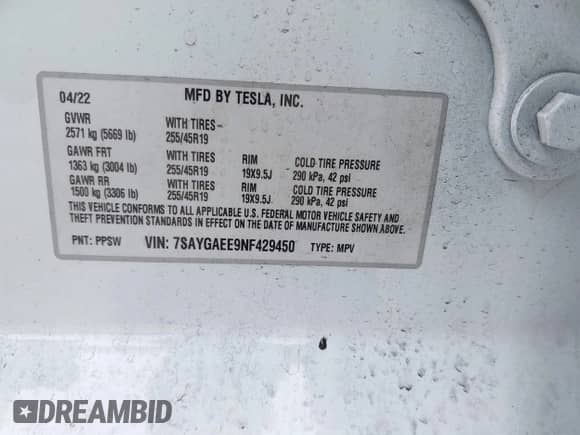 04/22 MFD BY TESLA, INC.
GVWR
2571 kg (5669 lb) WITH TIRES - 255/45R19
GAWR FRT
1363 kg (3004 lb) WITH TIRES 255/45R19 RIM 19X9.5J COLD TIRE PRESSURE 290 kPa, 42 psi
GAWR RR
1500 kg (3306 lb) WITH TIRES 255/45R19 RIM 19X9.5J COLD TIRE PRESSURE 290 kPa, 42 psi
THIS VEHICLE CONFORMS TO ALL APPLICABLE U.S. FEDERAL MOTOR VEHICLE SAFETY AND
THEFT PREVENTION STANDARDS IN EFFECT ON THE DATE OF MANUFACTURE SHOWN ABOVE.
PNT: PPSW VIN: 7SAYGAEE9NF429450 TYPE: MPV
DREAMBID